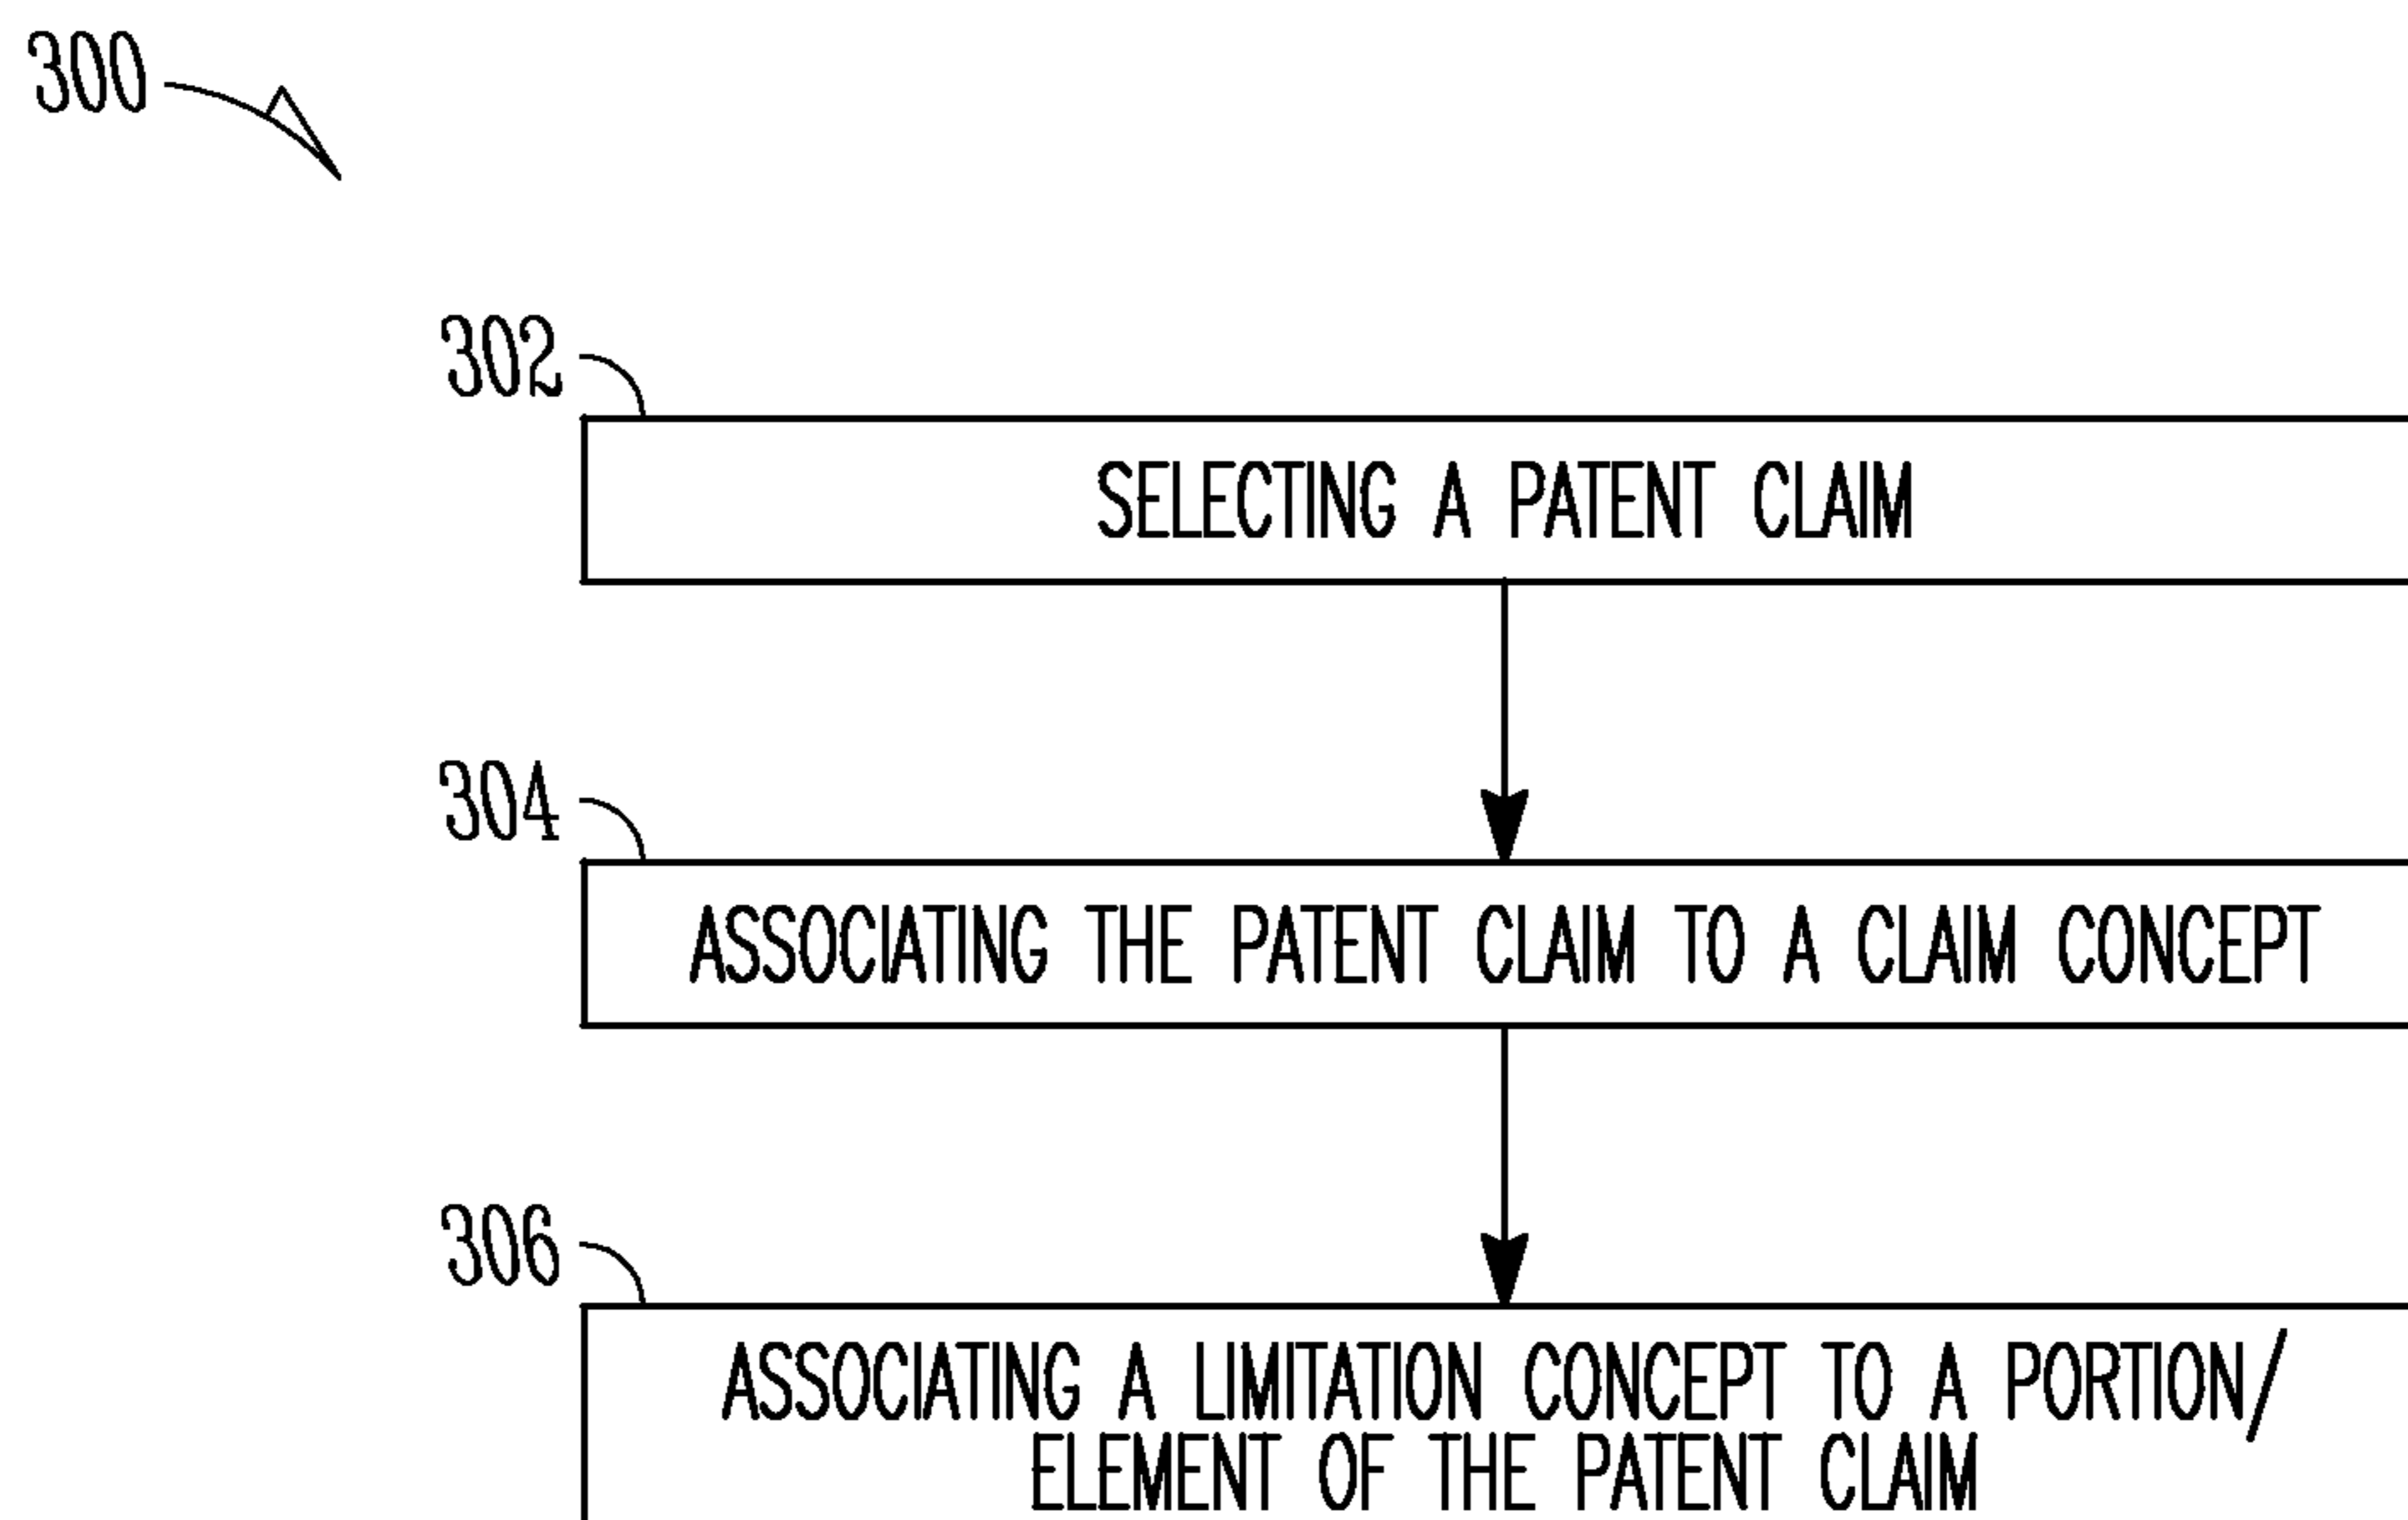 300
302
SELECTING A PATENT CLAIM
304
ASSOCIATING THE PATENT CLAIM TO A CLAIM CONCEPT
306
ASSOCIATING A LIMITATION CONCEPT TO A PORTION/
ELEMENT OF THE PATENT CLAIM